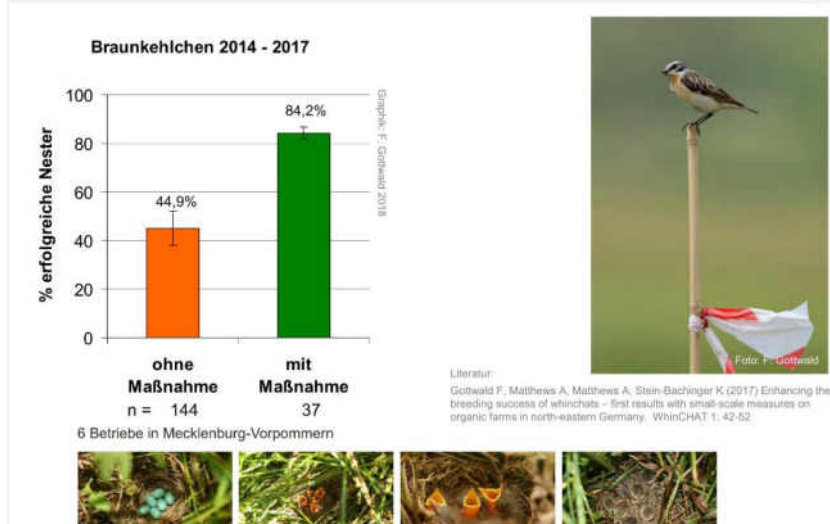 Braunkehlchen 2014 - 2017
% erfolgreiche Nester
100
80
60
40
20
0
44,9%
84,2%
Graphik: F. Gottwald 2018
ohne Maßnahme
mit Maßnahme
n = 144 37
6 Betriebe in Mecklenburg-Vorpommern
Foto: F. Gottwald
Literatur:
Gottwald F, Matthews A, Matthews A, Stein-Bachinger K (2017) Enhancing the
breeding success of whinchats – first results with small-scale measures on
organic farms in north-eastern Germany. WhinCHAT 1: 42-52